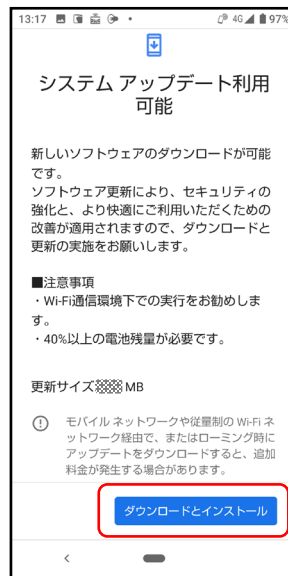 13:17 4G 97%
システム アップデート利用
可能
新しいソフトウェアのダウンロードが可能
です。
ソフトウェア更新により、セキュリティの
強化と、より快適にご利用いただくための
改善が適用されますので、ダウンロードと
更新の実施をお願いします。
■注意事項
・Wi-Fi通信環境下での実行をお勧めしま
す。
・40%以上の電池残量が必要です。
更新サイズ MB
モバイル ネットワークや従量制の Wi-Fi ネ
ットワーク経由で、またはローミング時に
アップデートをダウンロードすると、追加
料金が発生する場合があります。
ダウンロードとインストール